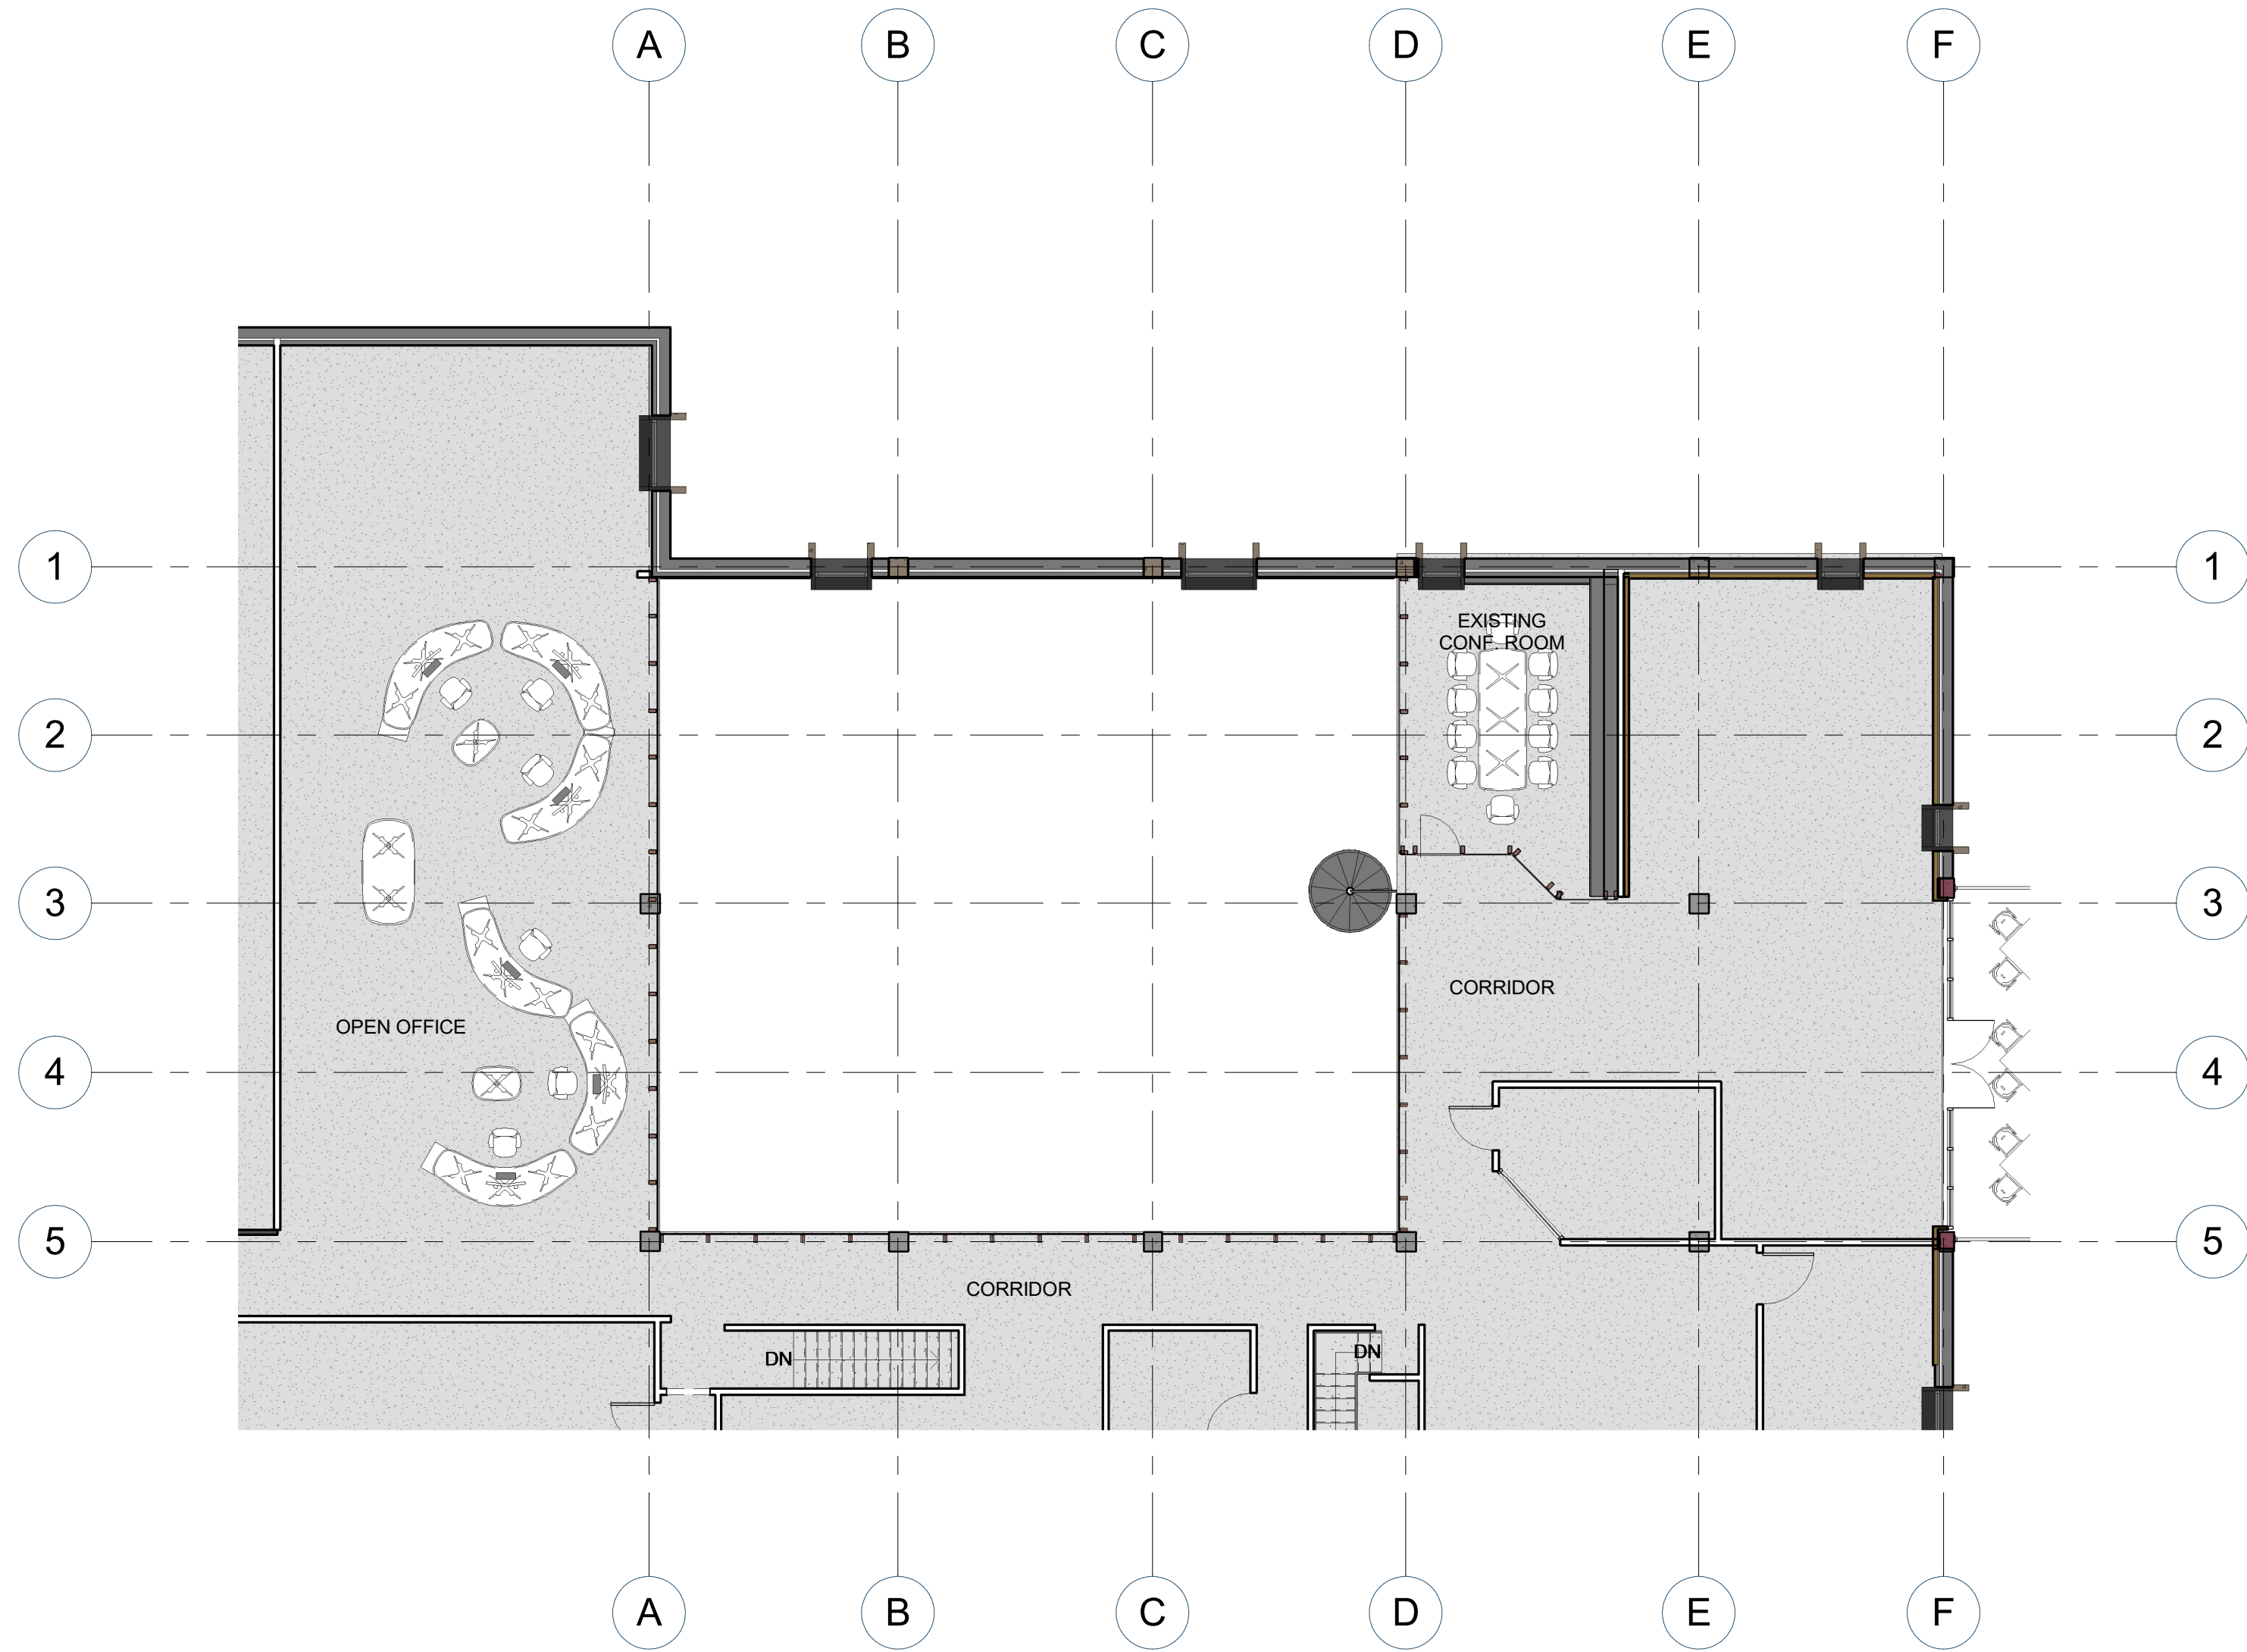 A B C D E F
1 1
EXISTING
CONF. ROOM
2 2
3 3
CORRIDOR
OPEN OFFICE
4 4
5 5
CORRIDOR
DN DN
A B C D E F